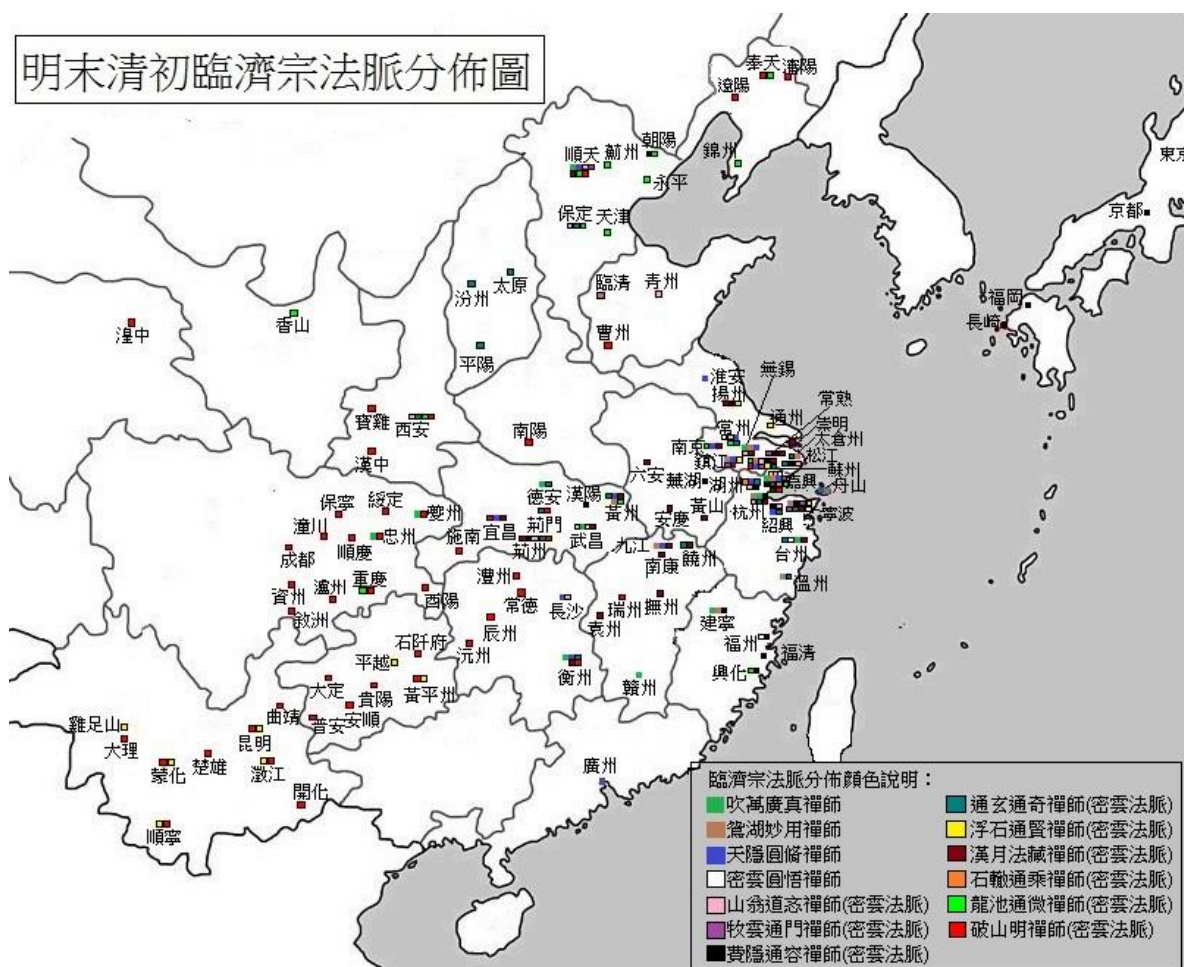 明末清初臨濟宗法脈分佈圖
奉天
瀋陽
遼陽
朝陽
順天
薊州
錦州
永平
保定
天津
東京
京都
太原
汾州
臨清
青州
福岡
長崎
香山
湟中
平陽
曹州
無錫
淮安
揚州
常熟
通州
崇明
寶雞
西安
南陽
常州
太倉州
南京
松江
漢中
鎮江
蘇州
六安
蕪湖
湖州
嘉興
舟山
保寧
綏定
夔州
德安
漢陽
黃州
安慶
黃山
杭州
紹興
寧波
潼川
順慶
忠州
施南
宜昌
荊門
荊州
武昌
九江
南康
饒州
台州
成都
資州
瀘州
重慶
酉陽
澧州
常德
長沙
瑞州
撫州
溫州
敘洲
辰州
袁州
建寧
石阡府
沅州
福州
福清
平越
衡州
興化
大定
貴陽
黃平州
贛州
雞足山
曲靖
普安
安順
大理
昆明
蒙化
楚雄
澂江
廣州
開化
順寧
臨濟宗法脈分佈顏色說明：
吹萬廣真禪師
鴛湖妙用禪師
天隱圓脩禪師
密雲圓悟禪師
山翁道忞禪師(密雲法脈)
牧雲通門禪師(密雲法脈)
費隱通容禪師(密雲法脈)
通玄通奇禪師(密雲法脈)
浮石通賢禪師(密雲法脈)
漢月法藏禪師(密雲法脈)
石轍通乘禪師(密雲法脈)
龍池通微禪師(密雲法脈)
破山明禪師(密雲法脈)